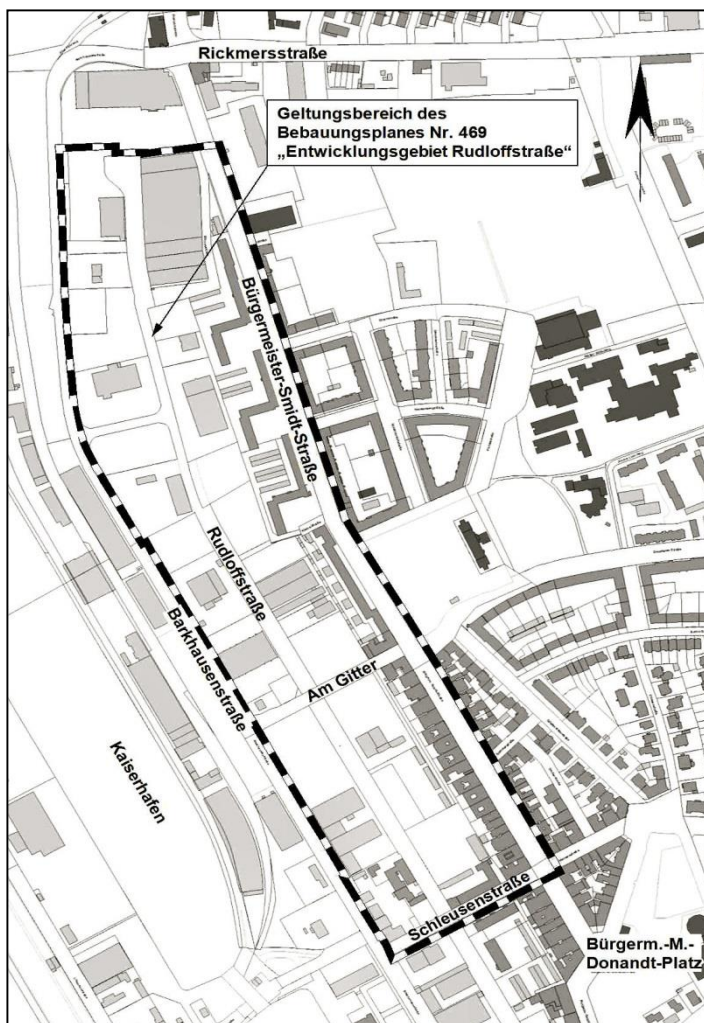 Rickmersstraße
Geltungsbereich des
Bebauungsplanes Nr. 469
„Entwicklungsgebiet Rudloffstraße“
Bürgermeister-Smidt-Straße
Rudloffstraße
Barkhausenstraße
Am Gitter
Kaiserhafen
Schleusenstraße
Bürgerm.-M.-
Donandt-Platz